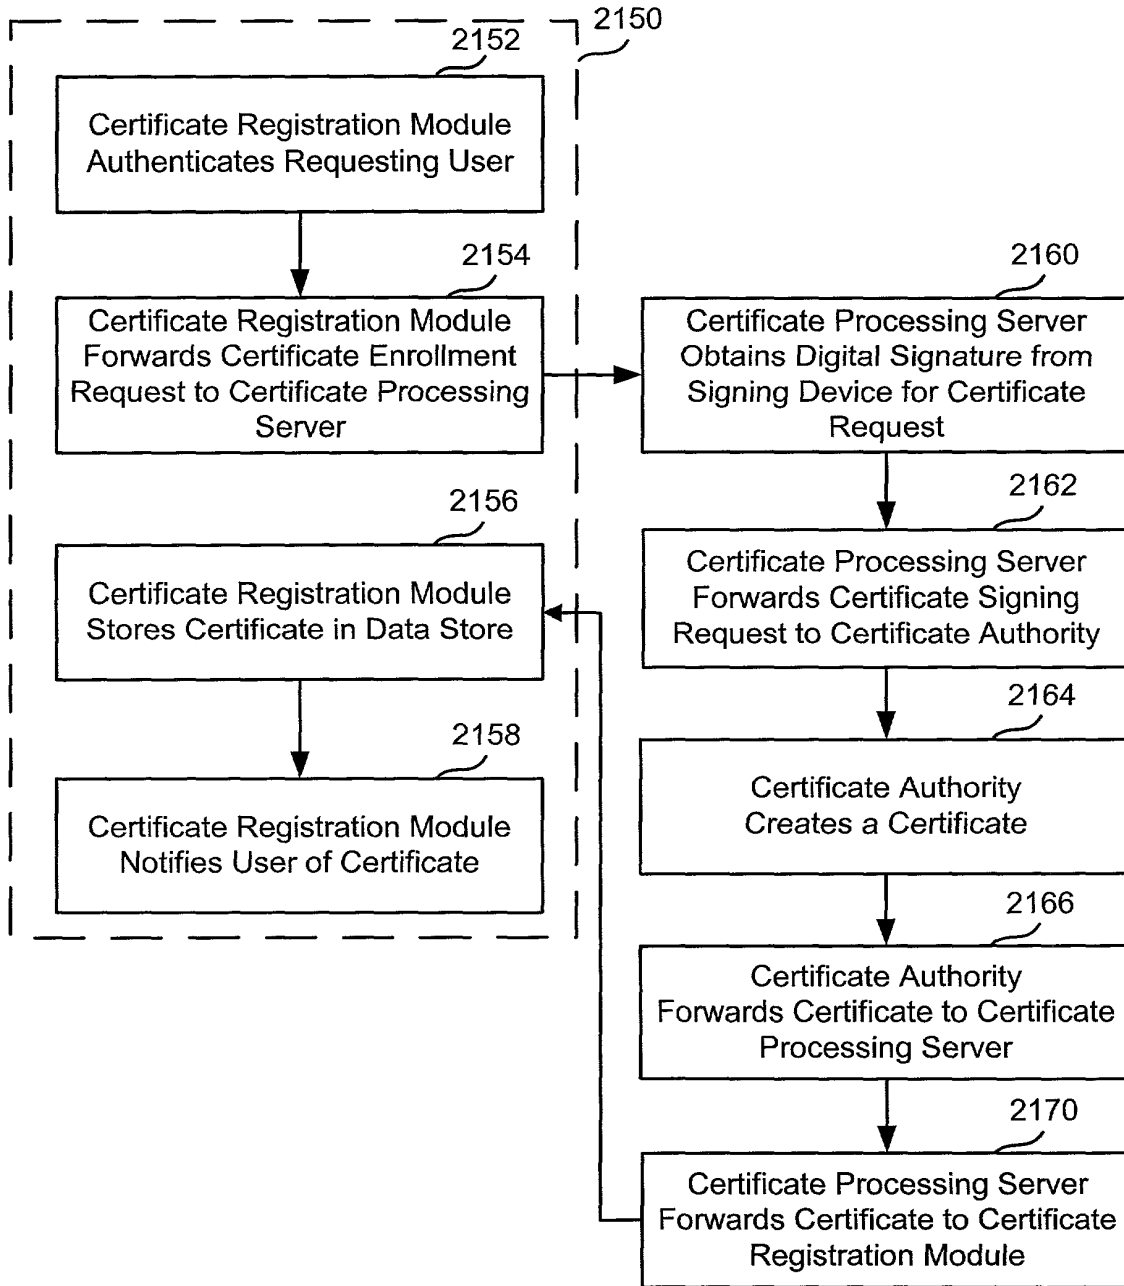 2150
2152
Certificate Registration Module
Authenticates Requesting User
2154
Certificate Registration Module
Forwards Certificate Enrollment
Request to Certificate Processing
Server
2160
Certificate Processing Server
Obtains Digital Signature from
Signing Device for Certificate
Request
2162
Certificate Processing Server
Forwards Certificate Signing
Request to Certificate Authority
2164
Certificate Authority
Creates a Certificate
2166
Certificate Authority
Forwards Certificate to Certificate
Processing Server
2170
Certificate Processing Server
Forwards Certificate to Certificate
Registration Module
2156
Certificate Registration Module
Stores Certificate in Data Store
2158
Certificate Registration Module
Notifies User of Certificate